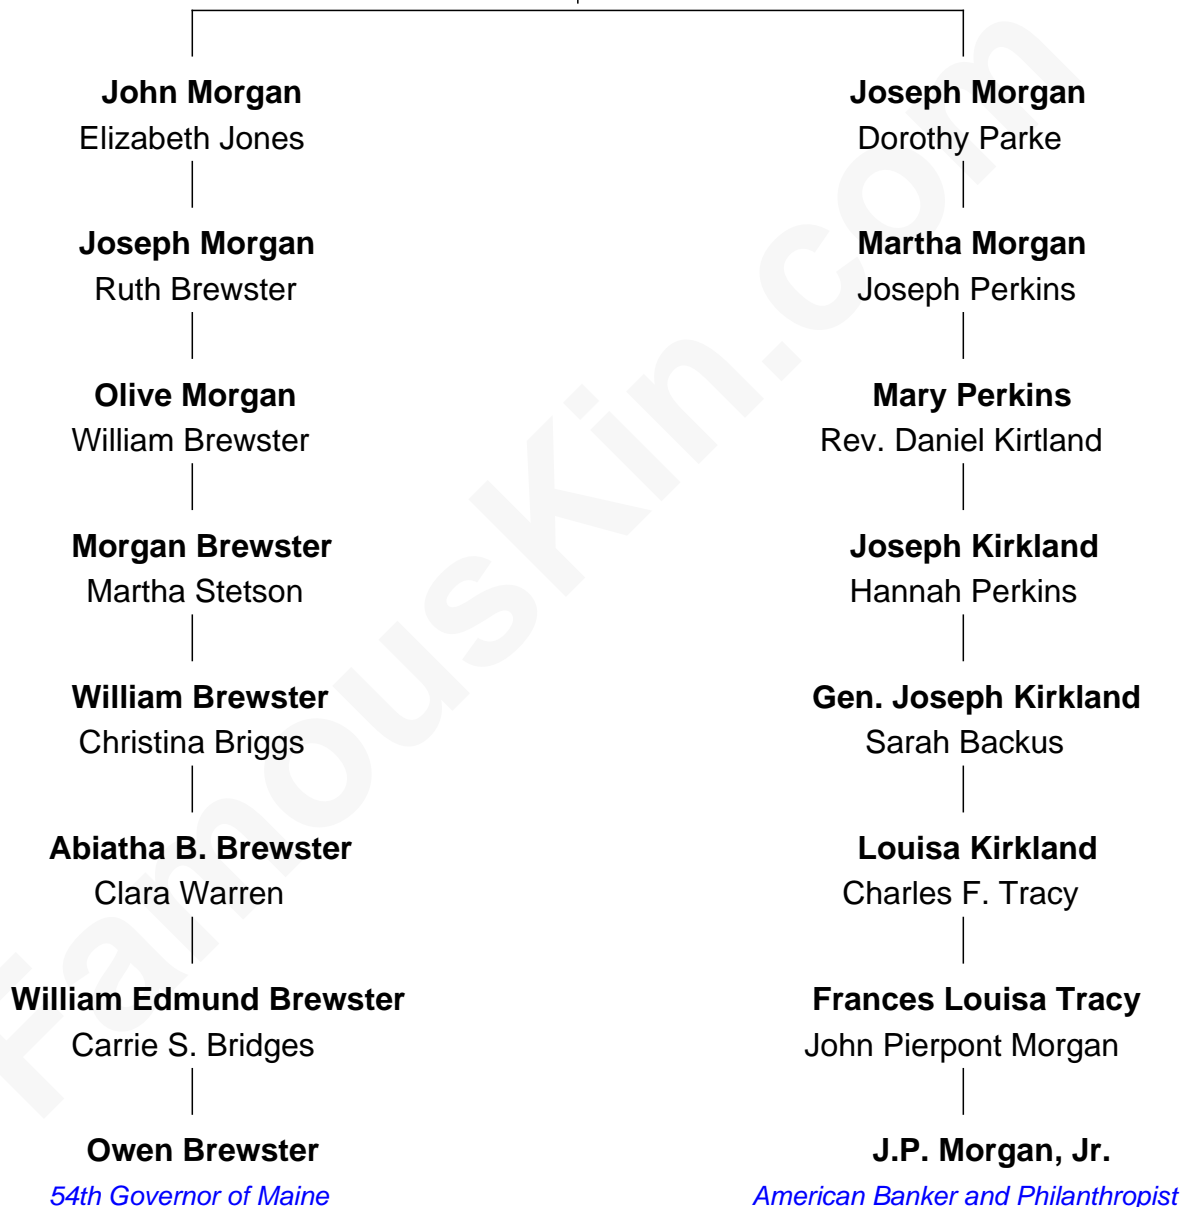 John Morgan
Elizabeth Jones
Joseph Morgan
Ruth Brewster
Olive Morgan
William Brewster
Morgan Brewster
Martha Stetson
William Brewster
Christina Briggs
Abiatha B. Brewster
Clara Warren
William Edmund Brewster
Carrie S. Bridges
Owen Brewster
54th Governor of Maine
Joseph Morgan
Dorothy Parke
Martha Morgan
Joseph Perkins
Mary Perkins
Rev. Daniel Kirtland
Joseph Kirkland
Hannah Perkins
Gen. Joseph Kirkland
Sarah Backus
Louisa Kirkland
Charles F. Tracy
Frances Louisa Tracy
John Pierpont Morgan
J.P. Morgan, Jr.
American Banker and Philanthropist
FamousKin.com